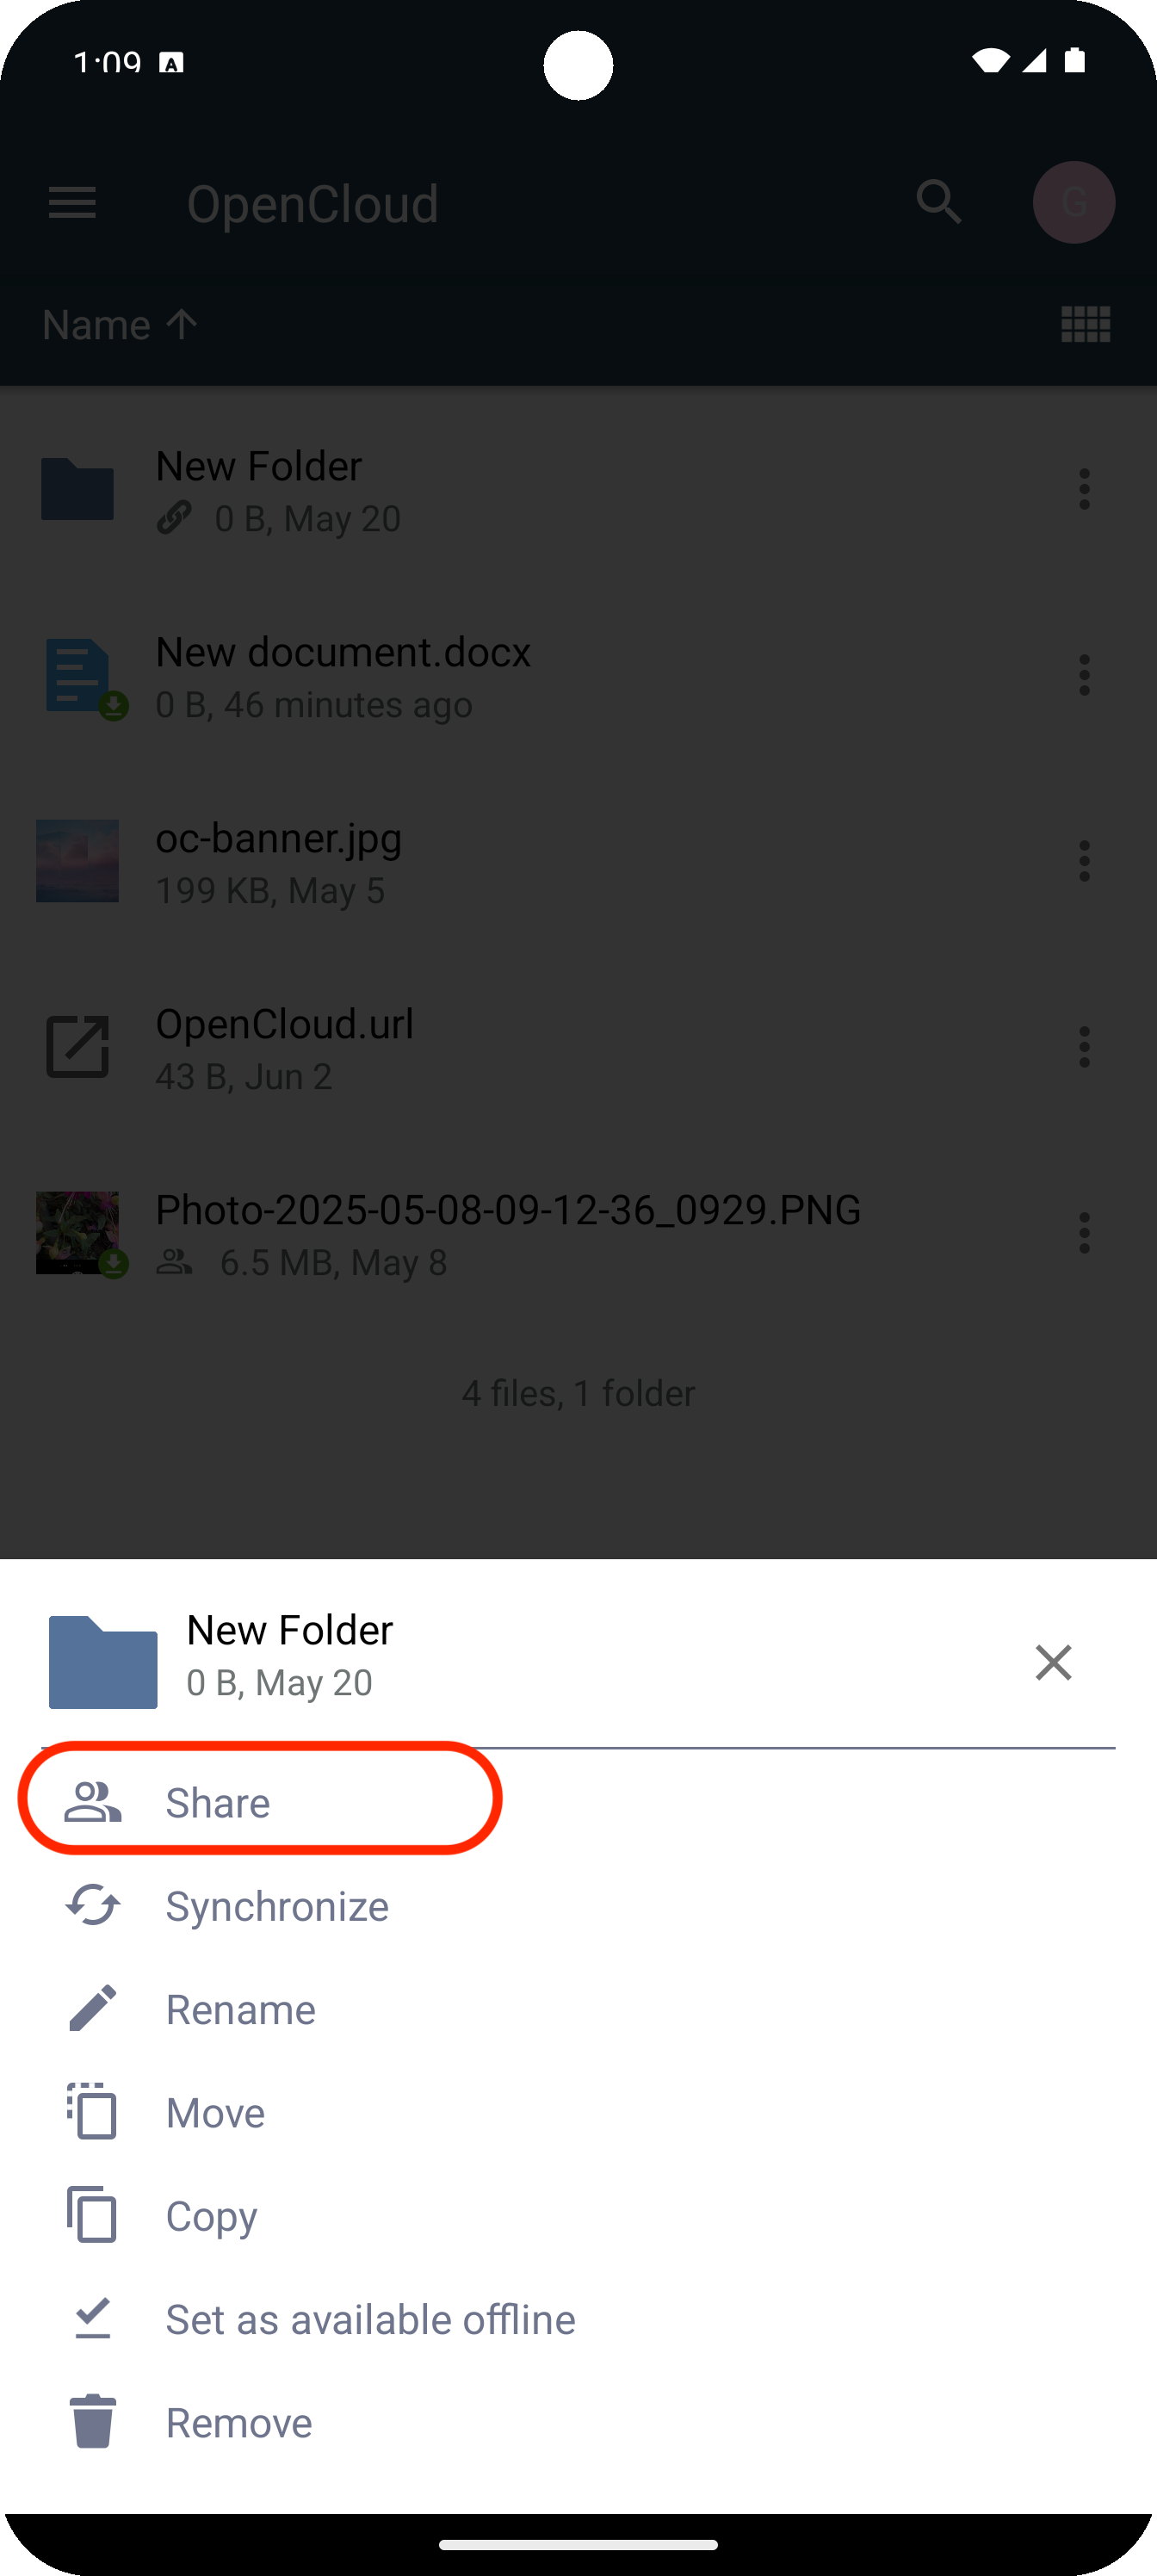 1:09 A
OpenCloud
G
Name
New Folder
0 B, May 20
New document.docx
0 B, 46 minutes ago
oc-banner.jpg
199 KB, May 5
OpenCloud.url
43 B, Jun 2
Photo-2025-05-08-09-12-36_0929.PNG
6.5 MB, May 8
4 files, 1 folder
New Folder
0 B, May 20
Share
Synchronize
Rename
Move
Copy
Set as available offline
Remove